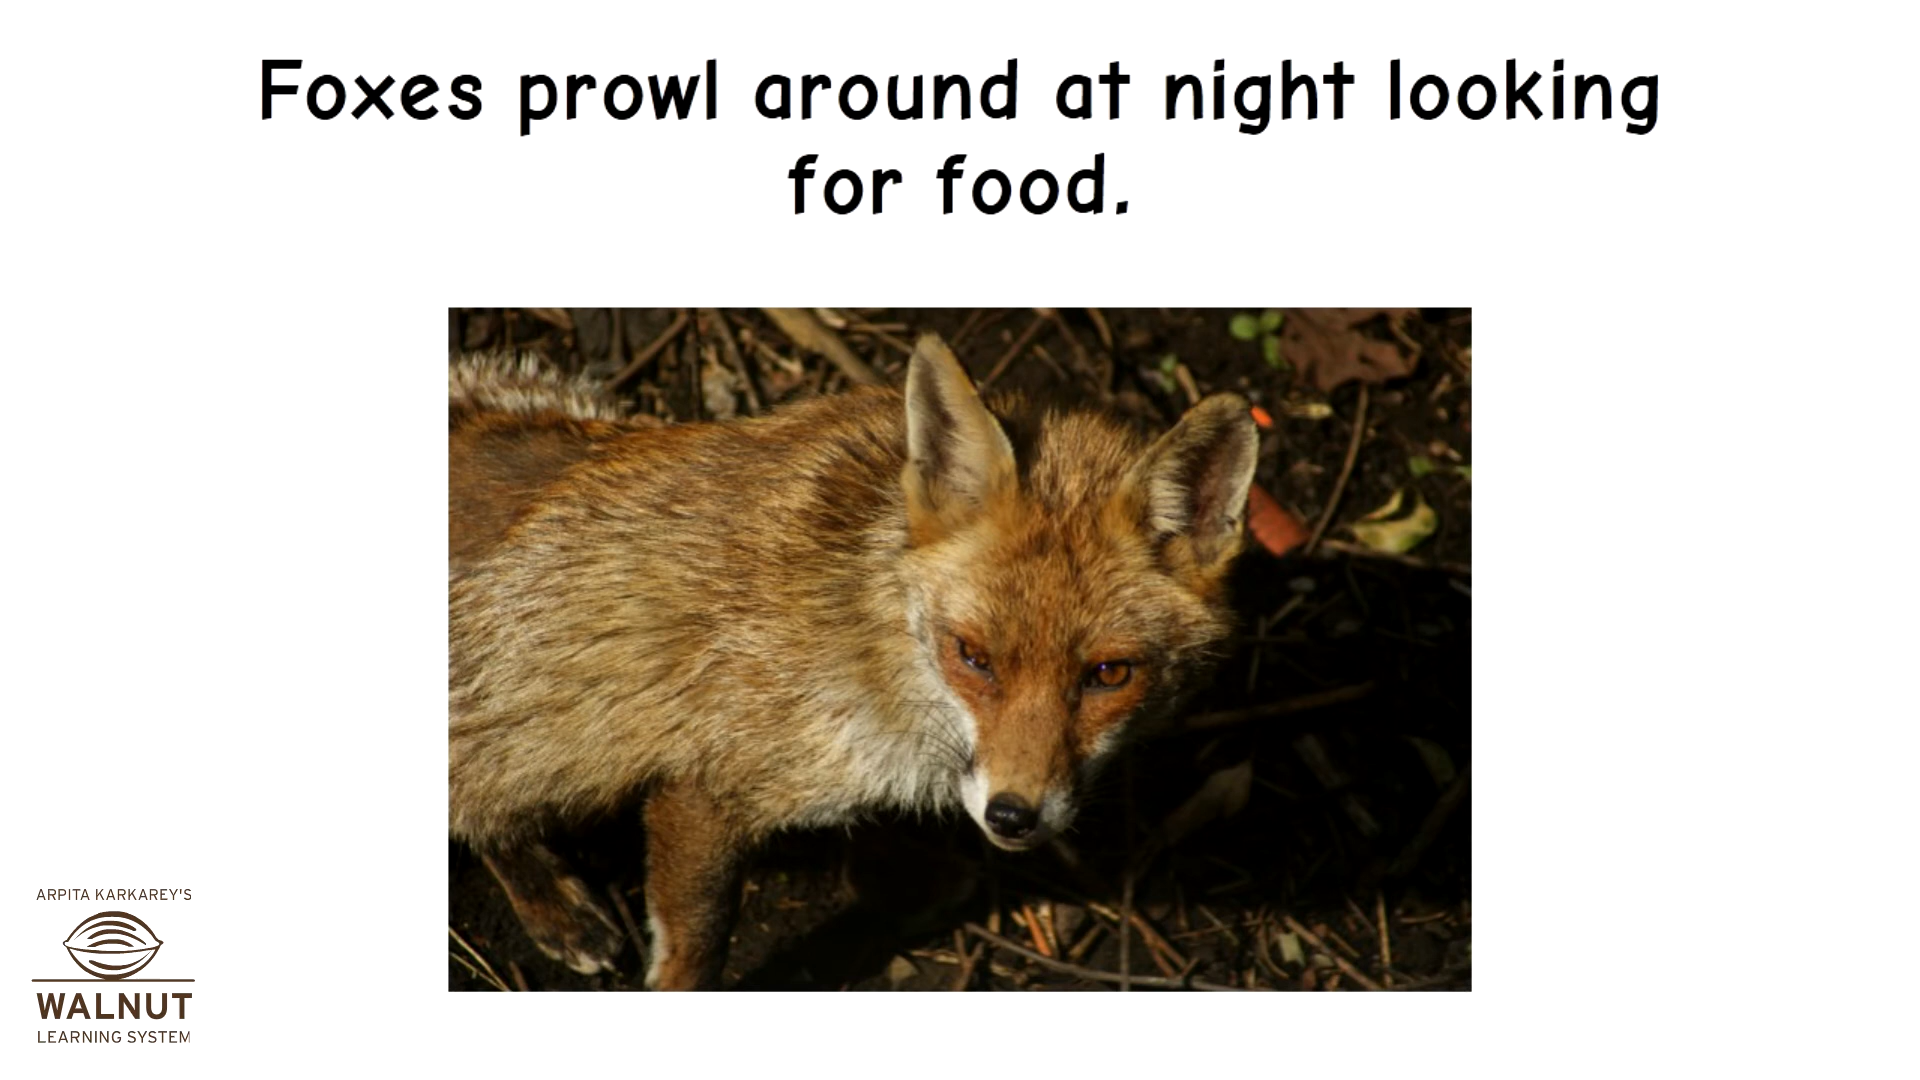 Foxes prowl around at night looking
for food.
ARPITA KARKAREY'S
WALNUT
LEARNING SYSTEM